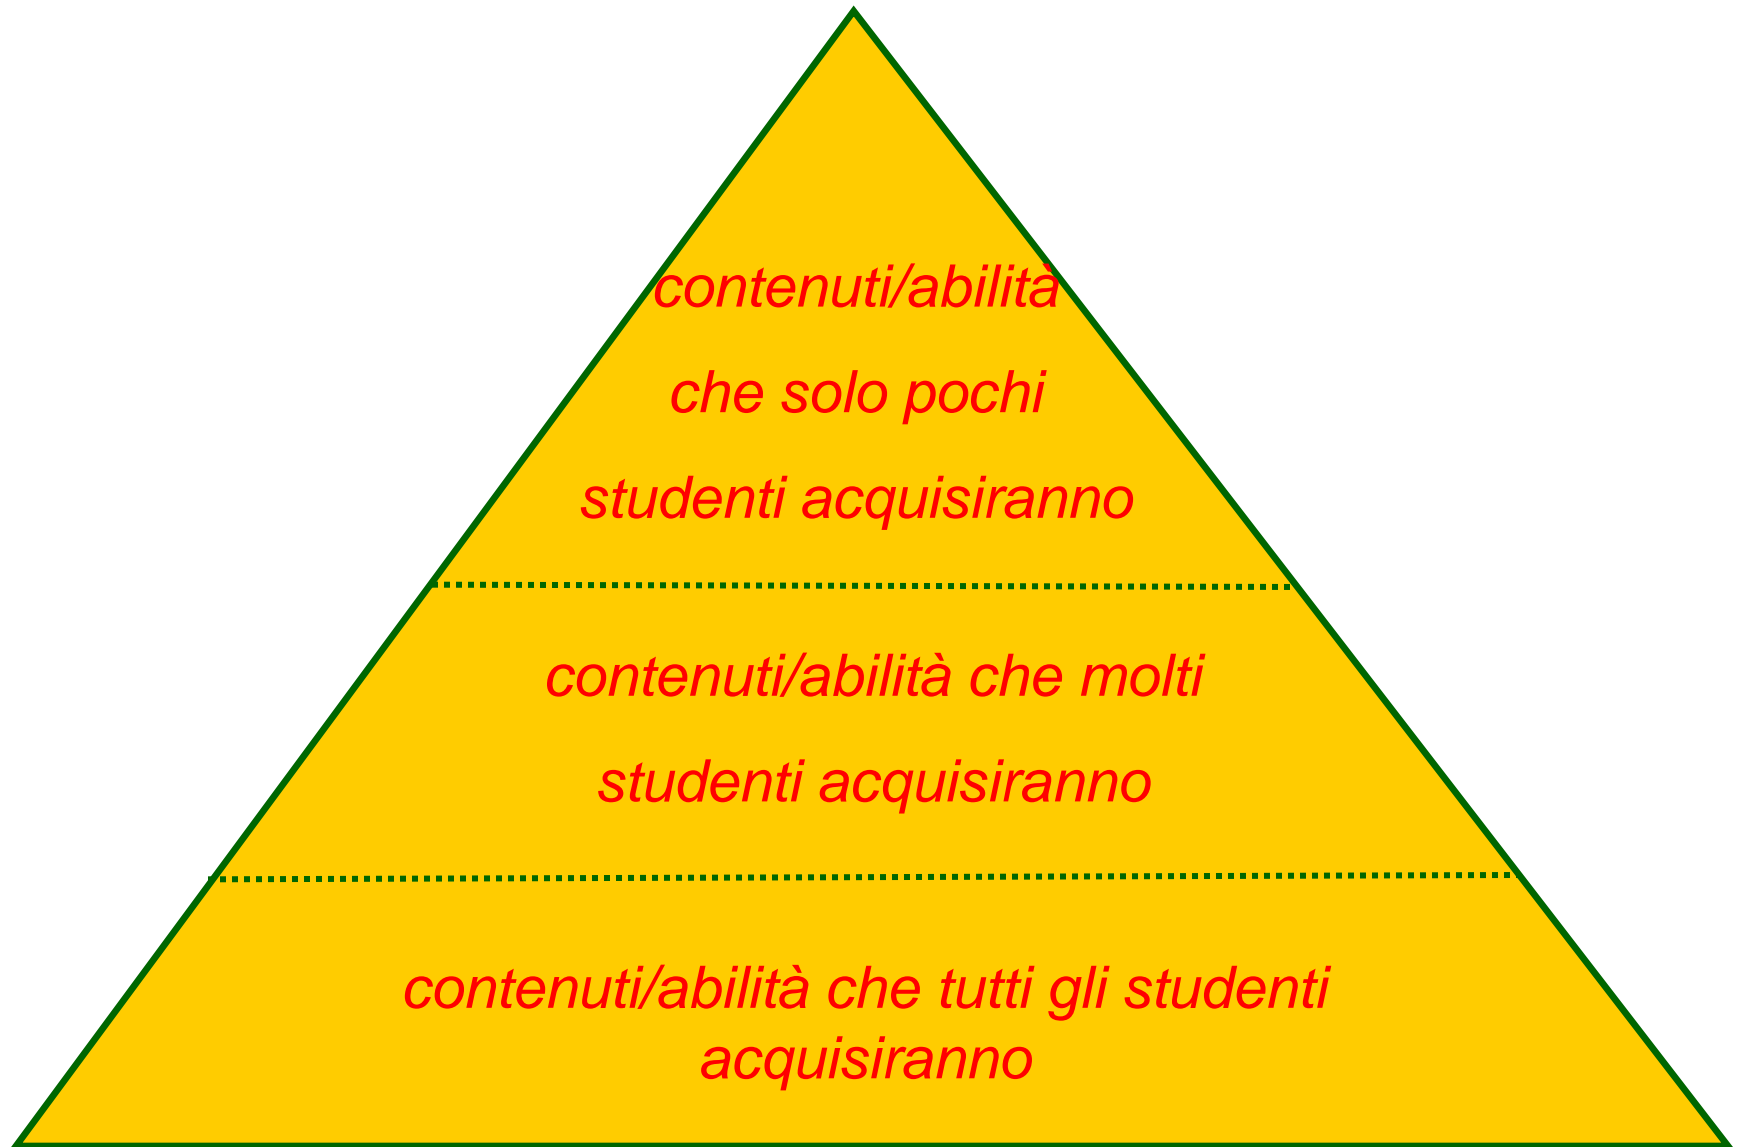 contenuti/abilità
che solo pochi
studenti acquisiranno
contenuti/abilità che molti
studenti acquisiranno
contenuti/abilità che tutti gli studenti
acquisiranno